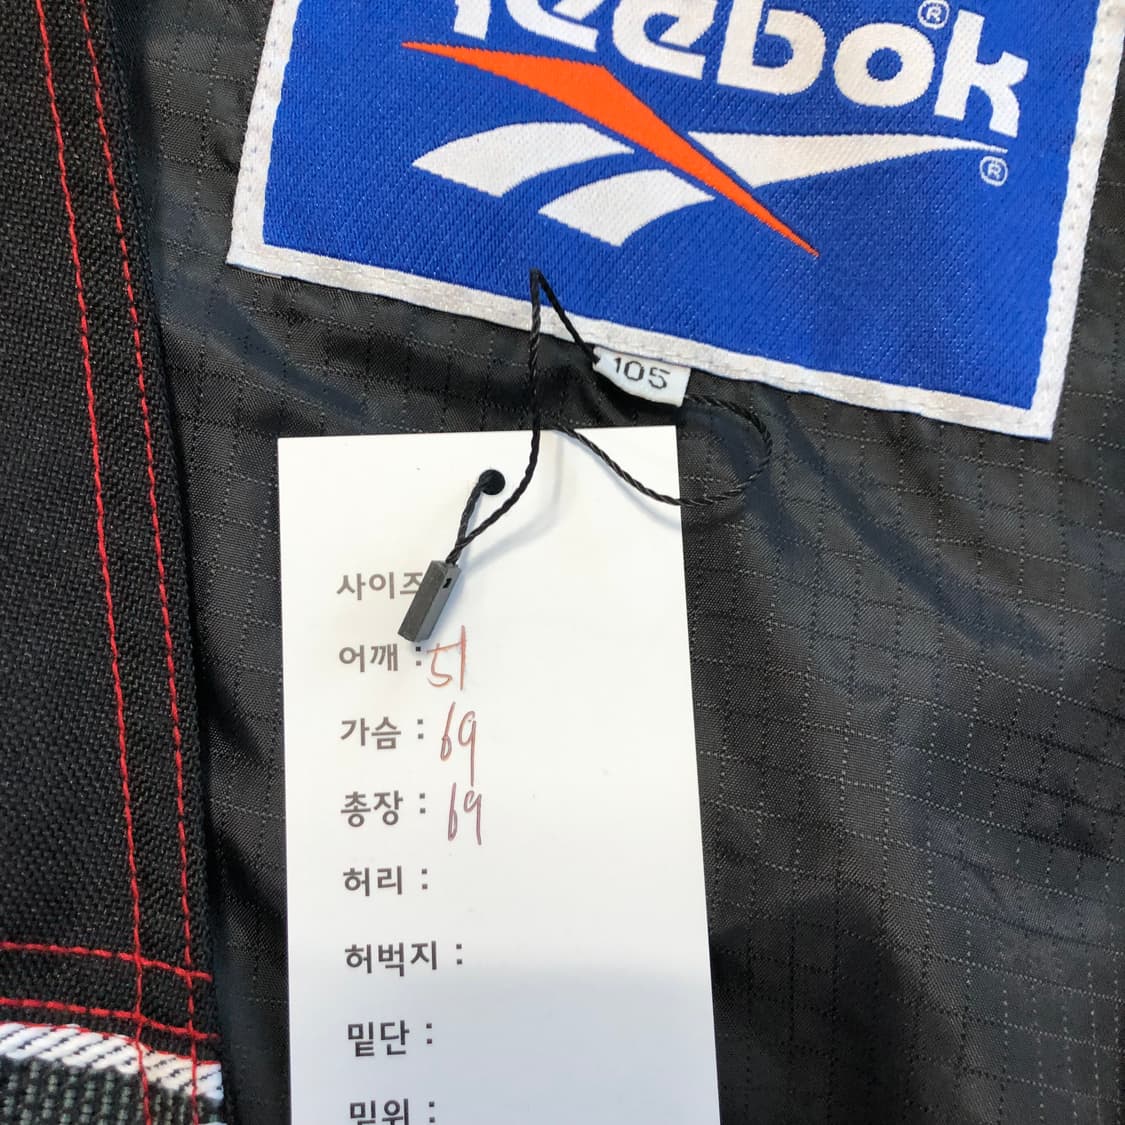 Reebok®
®
105
사이즈
어깨 : 51
가슴 : 69
총장 : 69
허리 :
허벅지 :
밑단 :
밑위 :